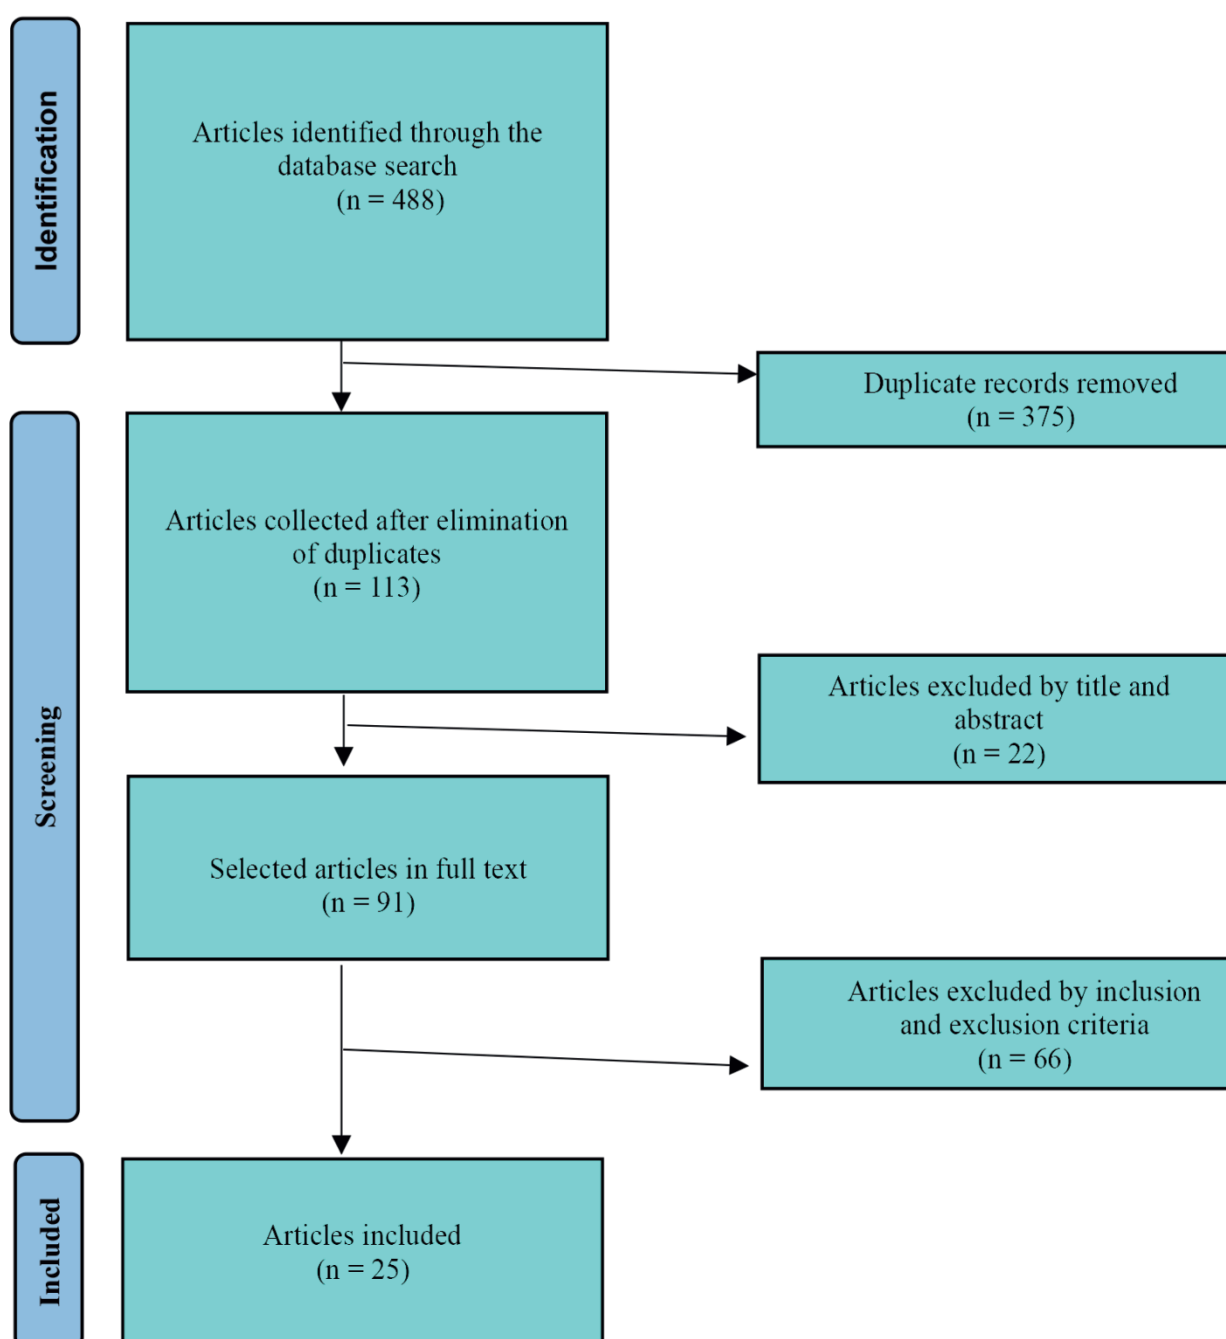 Identification
Articles identified through the
database search
(n = 488)
Duplicate records removed
(n = 375)
Screening
Articles collected after elimination
of duplicates
(n = 113)
Articles excluded by title and
abstract
(n = 22)
Selected articles in full text
(n = 91)
Articles excluded by inclusion
and exclusion criteria
(n = 66)
Included
Articles included
(n = 25)